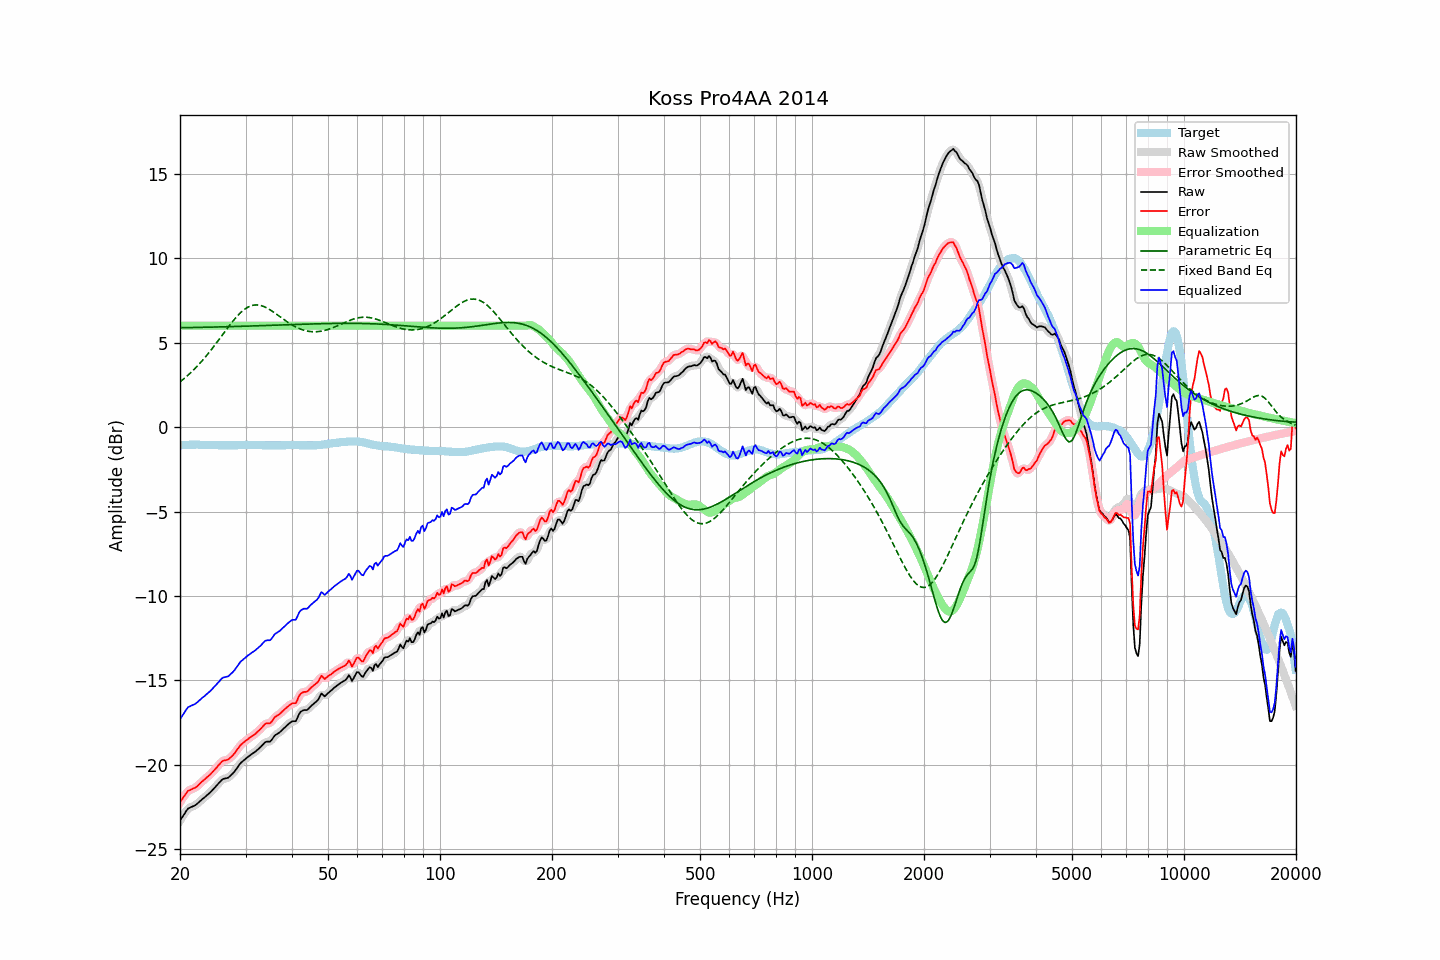 Koss Pro4AA 2014
Target
Raw Smoothed
Error Smoothed
Raw
Error
Equalization
Parametric Eq
Fixed Band Eq
Equalized
Amplitude (dBr)
15
10
5
0
−5
−10
−15
−20
−25
20 50 100 200 500 1000 2000 5000 10000 20000
Frequency (Hz)